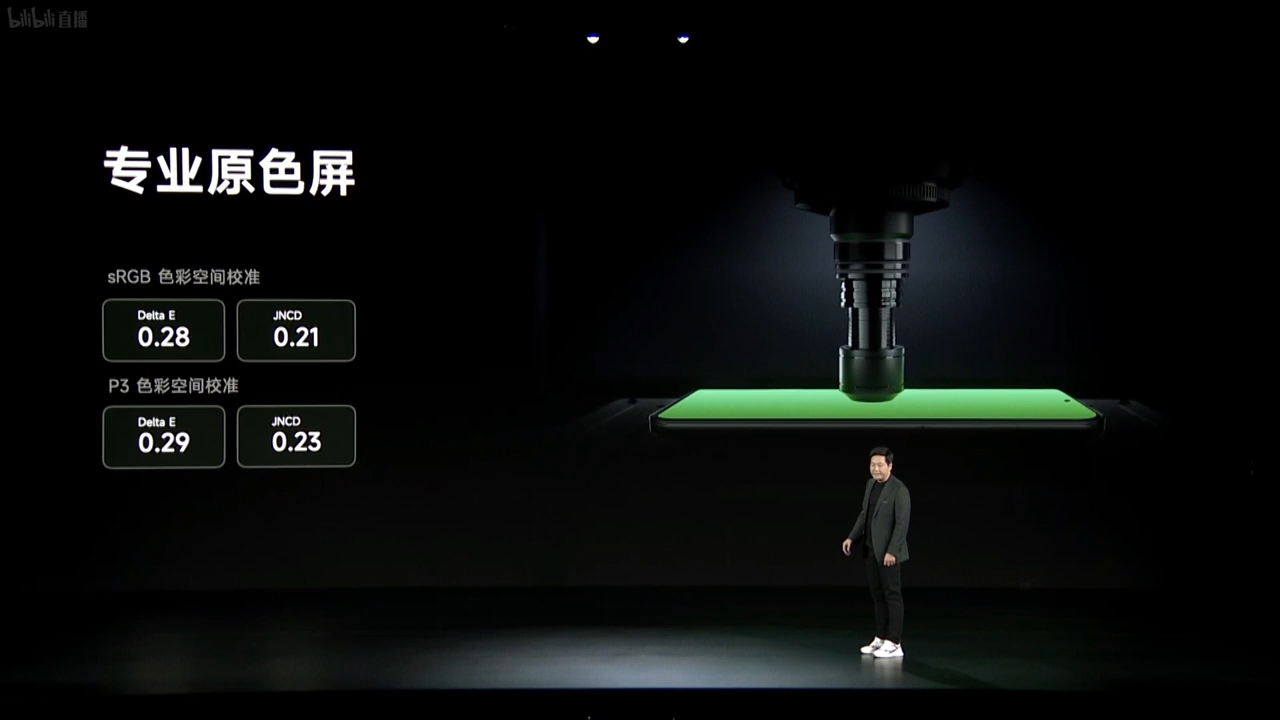 bilibili直播
专业原色屏
sRGB 色彩空间校准
Delta E
0.28
JNCD
0.21
P3 色彩空间校准
Delta E
0.29
JNCD
0.23